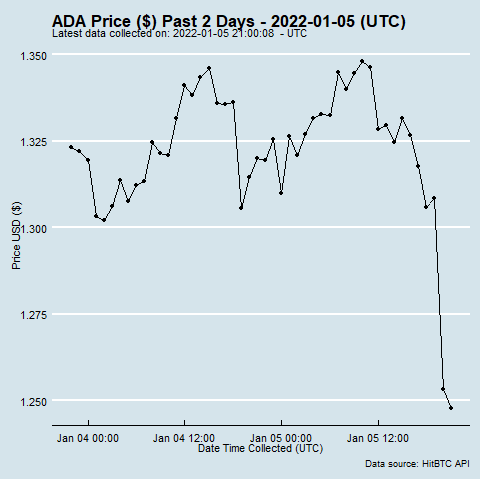 ADA Price ($) Past 2 Days - 2022-01-05 (UTC)
Latest data collected on: 2022-01-05 21:00:08 - UTC
1.350
1.325
1.300
1.275
1.250
Price USD ($)
Jan 04 00:00 Jan 04 12:00 Jan 05 00:00 Jan 05 12:00
Date Time Collected (UTC)
Data source: HitBTC API